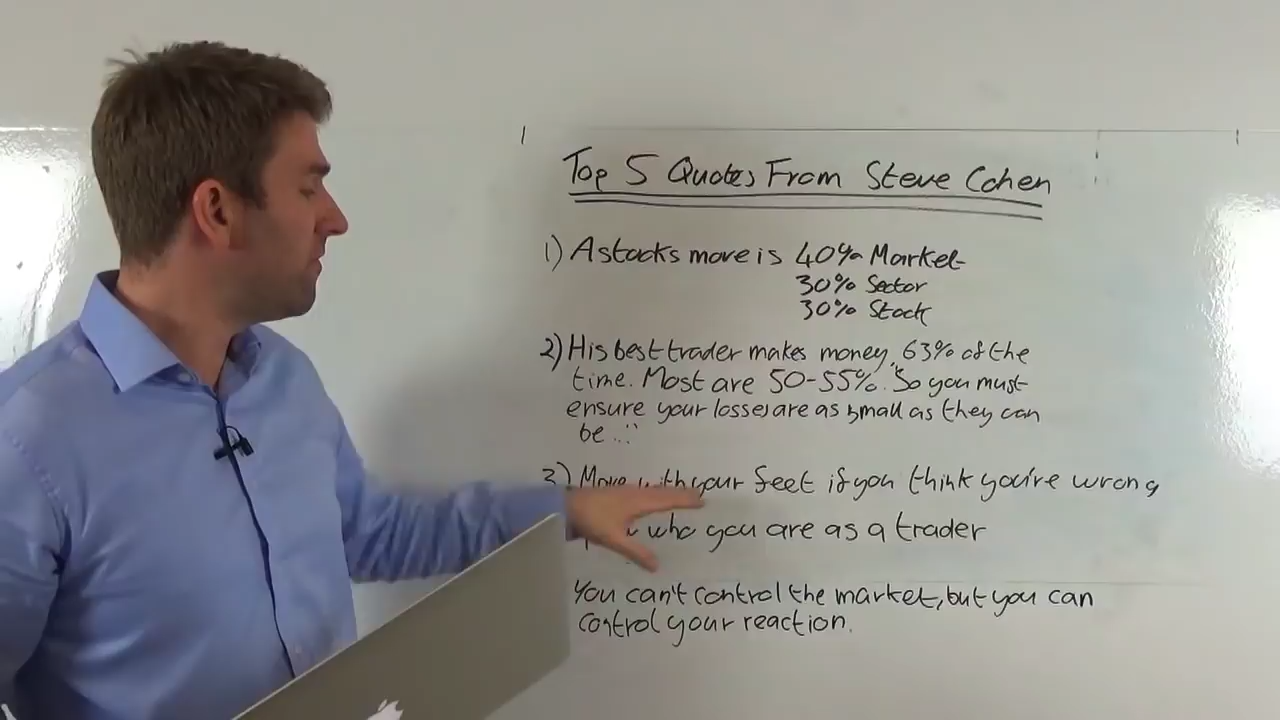 Top 5 Quotes From Steve Cohen
1) A stocks move is 40% Market
30% Sector
30% Stock
2) His best trader makes money 63% of the
time. Most are 50-55%. So you must
ensure your losses are as small as they can
be...
3) Move with your feet if you think you're wrong
who you are as a trader
You can't control the market, but you can
control your reaction.